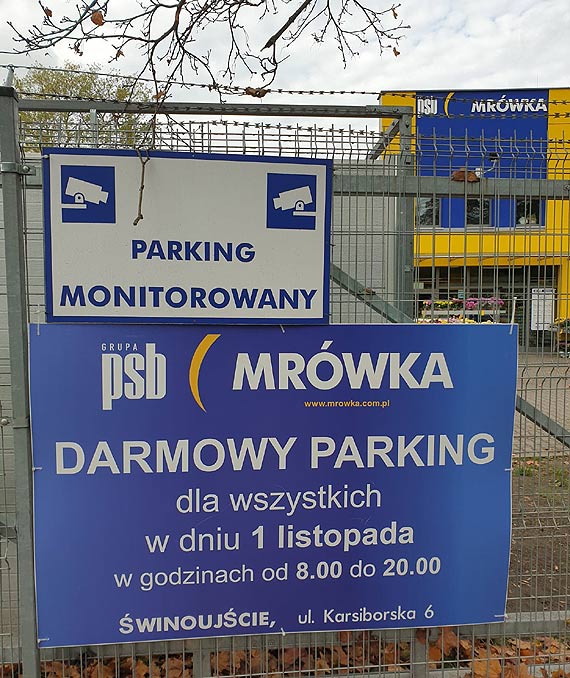 psb MRÓWKA
PARKING
MONITOROWANY
GRUPA
psb MRÓWKA
www.mrowka.com.pl
DARMOWY PARKING
dla wszystkich
w dniu 1 listopada
w godzinach od 8.00 do 20.00
ŚWINOUJŚCIE, ul. Karsiborska 6